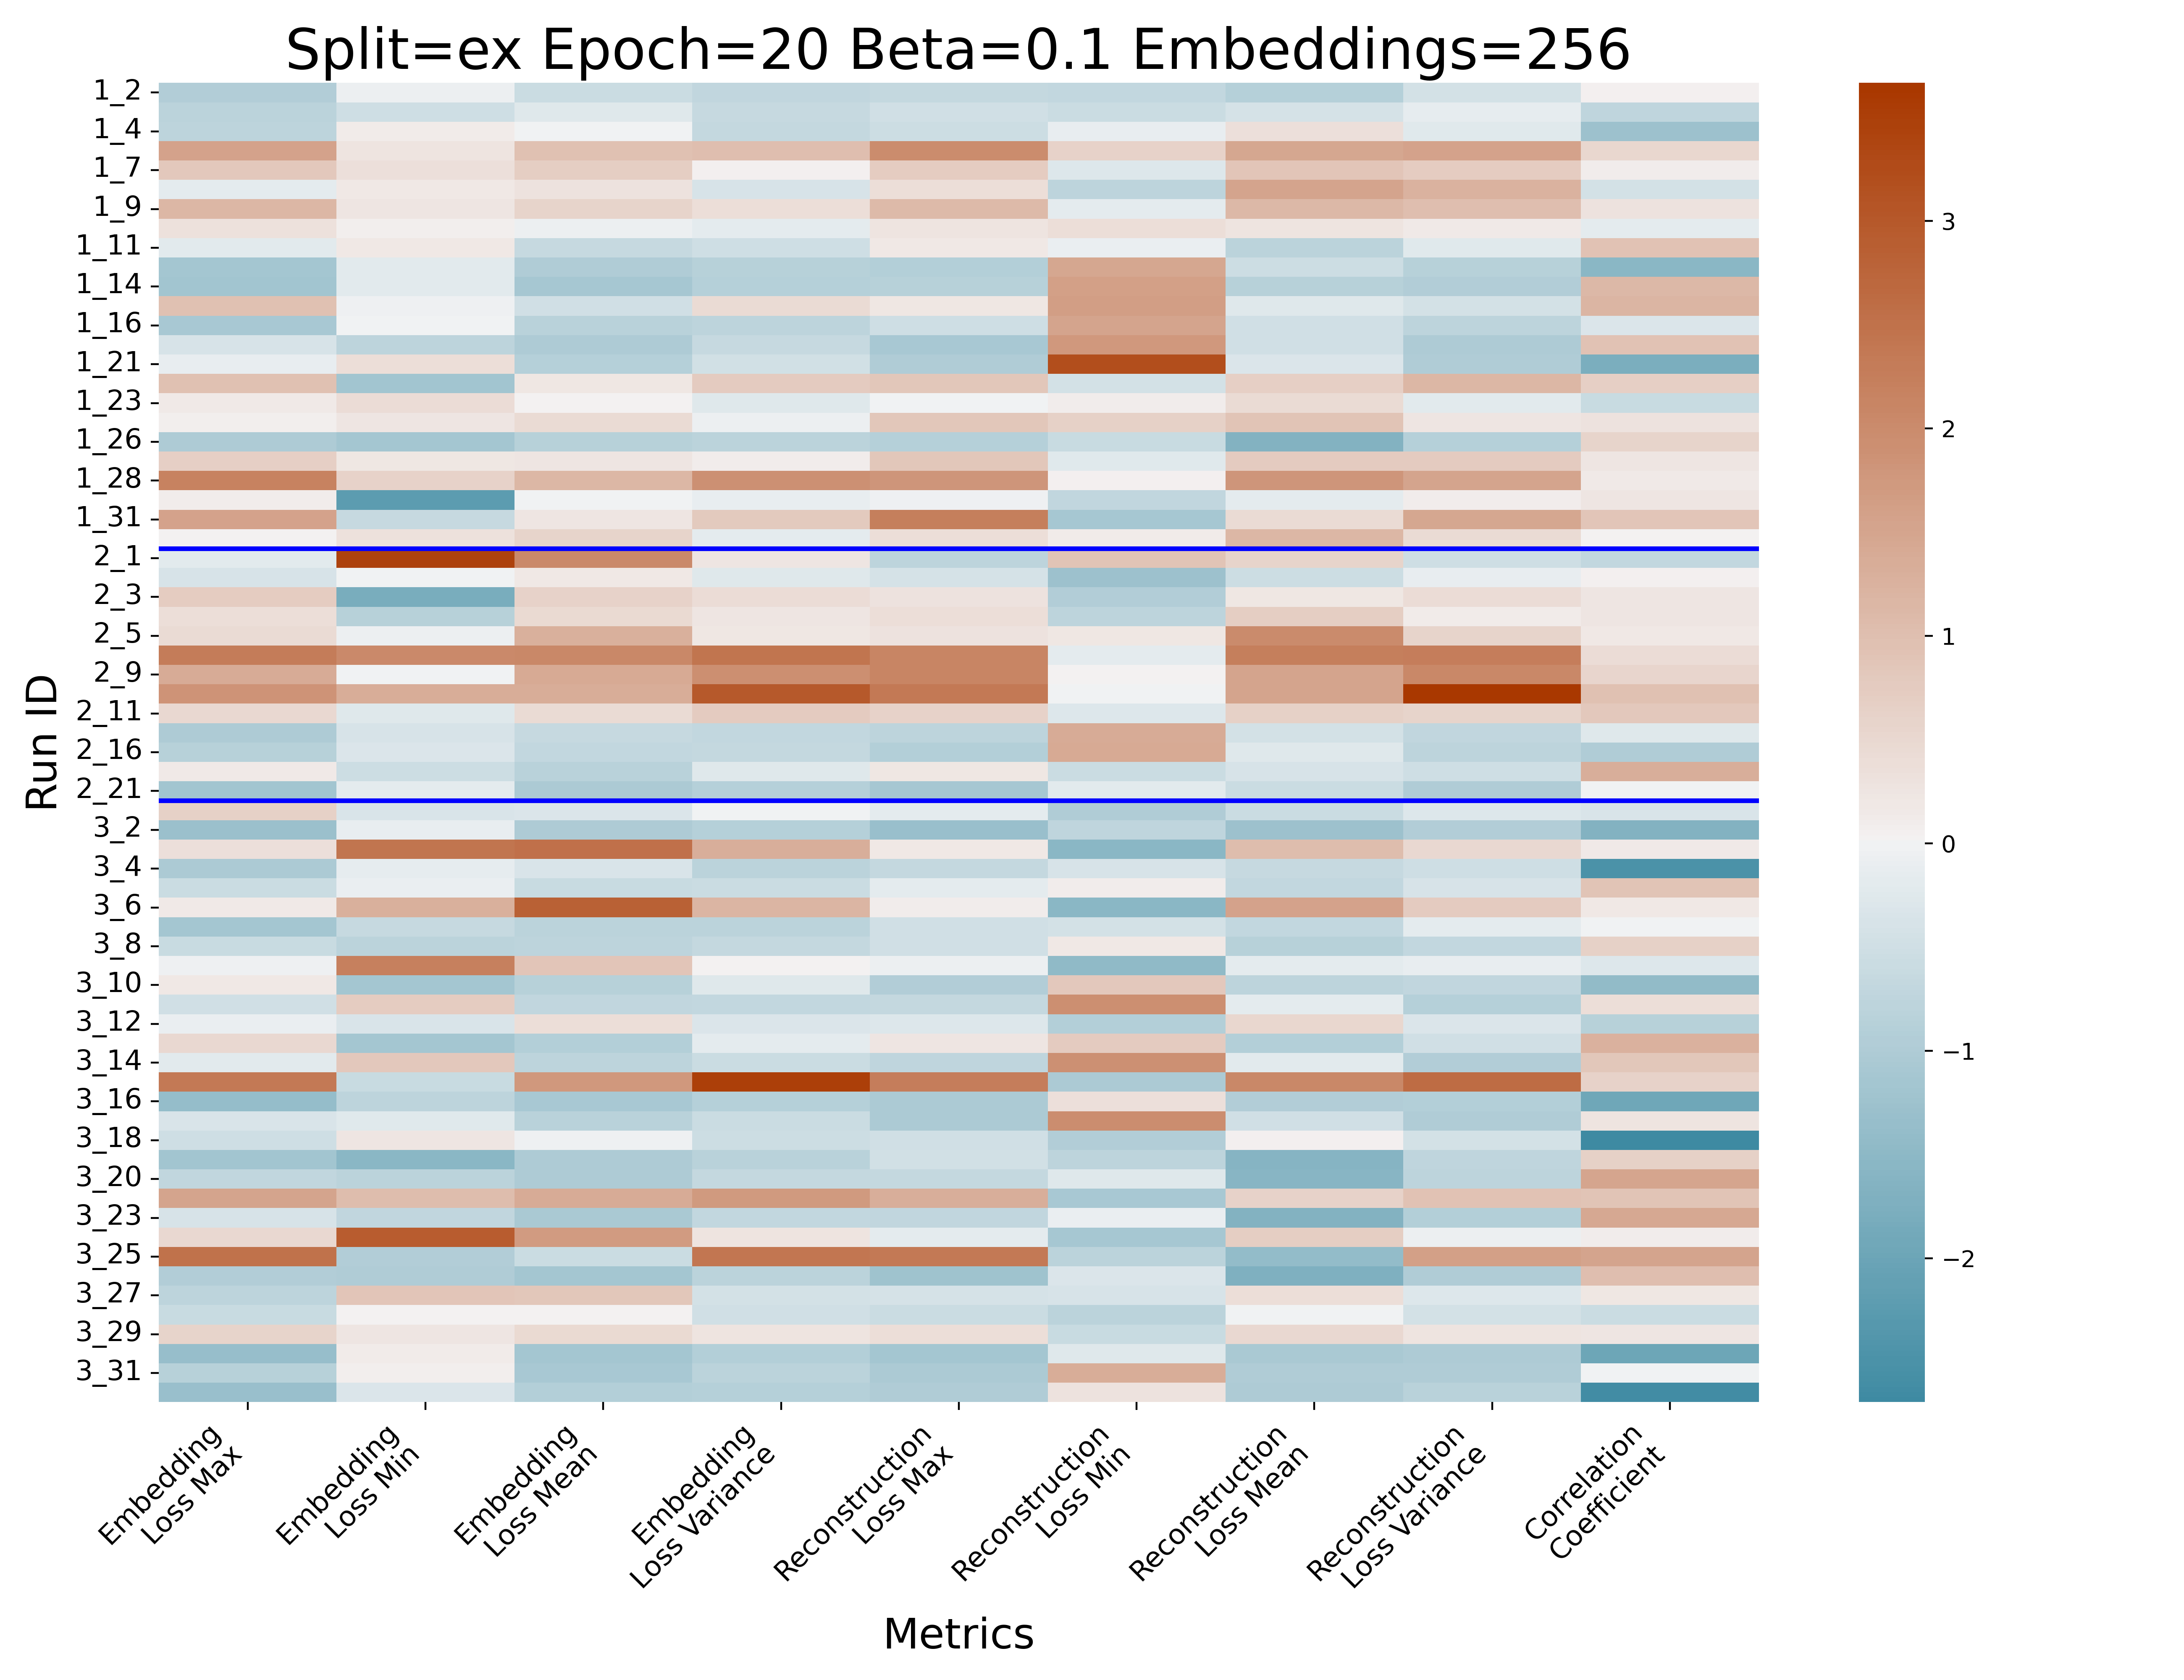 Split=ex Epoch=20 Beta=0.1 Embeddings=256
Run ID
1_2
1_4
1_7
1_9
1_11
1_14
1_16
1_21
1_23
1_26
1_28
1_31
2_1
2_3
2_5
2_9
2_11
2_16
2_21
3_2
3_4
3_6
3_8
3_10
3_12
3_14
3_16
3_18
3_20
3_23
3_25
3_27
3_29
3_31
Embedding
Loss Max
Embedding
Loss Min
Embedding
Loss Mean
Embedding
Loss Variance
Reconstruction
Loss Max
Reconstruction
Loss Min
Reconstruction
Loss Mean
Reconstruction
Loss Variance
Correlation
Coefficient
Metrics
3
2
1
0
−1
−2